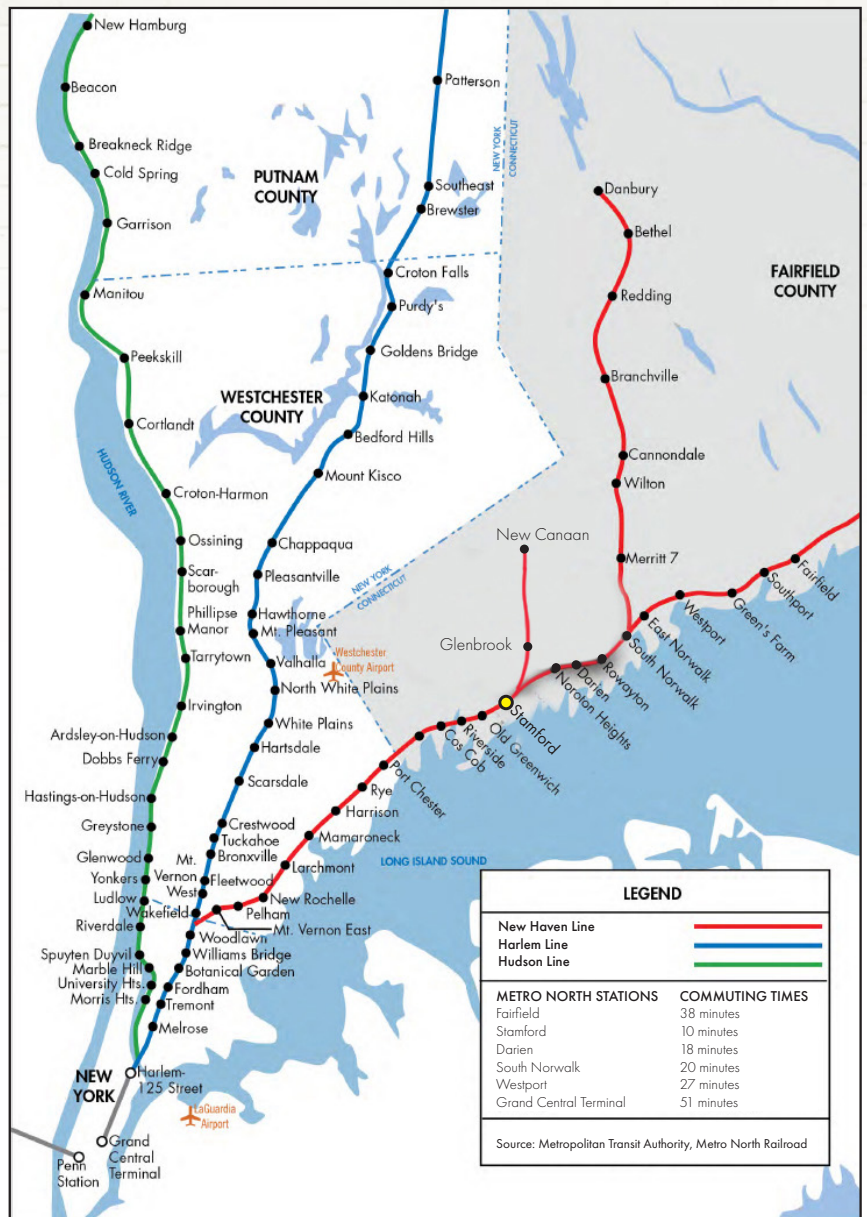 New Hamburg
Beacon
Breakneck Ridge
Cold Spring
Garrison
Manitou
Peekskill
Cortlandt
Croton-Harmon
Ossining
Scar-
borough
Phillipse
Manor
Tarrytown
Irvington
Ardsley-on-Hudson
Dobbs Ferry
Hastings-on-Hudson
Greystone
Glenwood
Yonkers
Ludlow
Riverdale
Spuyten Duyvil
Marble Hill
University Hts.
Morris Hts.
HUDSON RIVER
PUTNAM
COUNTY
WESTCHESTER
COUNTY
Patterson
Southeast
Brewster
Croton Falls
Purdy's
Goldens Bridge
Katonah
Bedford Hills
Mount Kisco
Chappaqua
Pleasantville
Hawthorne
Mt. Pleasant
Valhalla
North White Plains
White Plains
Hartsdale
Scarsdale
Crestwood
Tuckahoe
Bronxville
Fleetwood
Mt.
Vernon
West
Wakefield
Woodlawn
Williams Bridge
Botanical Garden
Fordham
Tremont
Melrose
Harlem-
125 Street
NEW
YORK
Grand
Central
Terminal
Penn
Station
LaGuardia
Airport
Westchester
County Airport
NEW YORK
CONNECTICUT
NEW YORK
CONNECTICUT
FAIRFIELD
COUNTY
Danbury
Bethel
Redding
Branchville
Cannondale
Wilton
Merritt 7
New Canaan
Glenbrook
Fairfield
Southport
Green's Farm
Westport
East Norwalk
South Norwalk
Rowayton
Darien
Noroton Heights
Stamford
Old Greenwich
Riverside
Cos Cob
Port Chester
Rye
Harrison
Mamaroneck
Larchmont
New Rochelle
Pelham
Mt. Vernon East
LONG ISLAND SOUND
LEGEND
New Haven Line
Harlem Line
Hudson Line
METRO NORTH STATIONS COMMUTING TIMES
Fairfield 38 minutes
Stamford 10 minutes
Darien 18 minutes
South Norwalk 20 minutes
Westport 27 minutes
Grand Central Terminal 51 minutes
Source: Metropolitan Transit Authority, Metro North Railroad